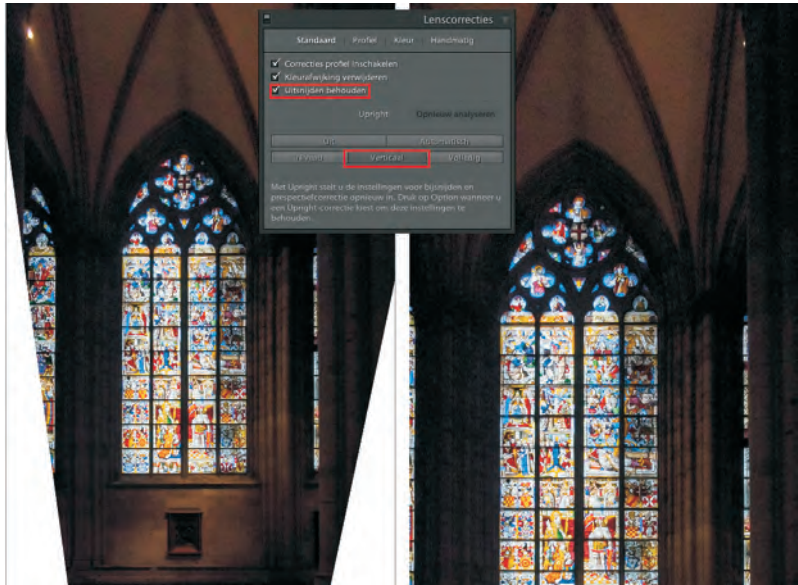 Lenscorrecties
Standaard Profiel Kleur Handmatig
Correcties profiel inschakelen
Kleurafwijking verwijderen
Uitsnijden behouden
Upright Opnieuw analyseren
Uit Automatisch
Verticaal Volledig
Met Upright stelt u de instellingen voor bijsnijden en
perspectiefcorrectie opnieuw in. Druk op Option wanneer u
een Upright-correctie kiest om deze instellingen te
behouden.